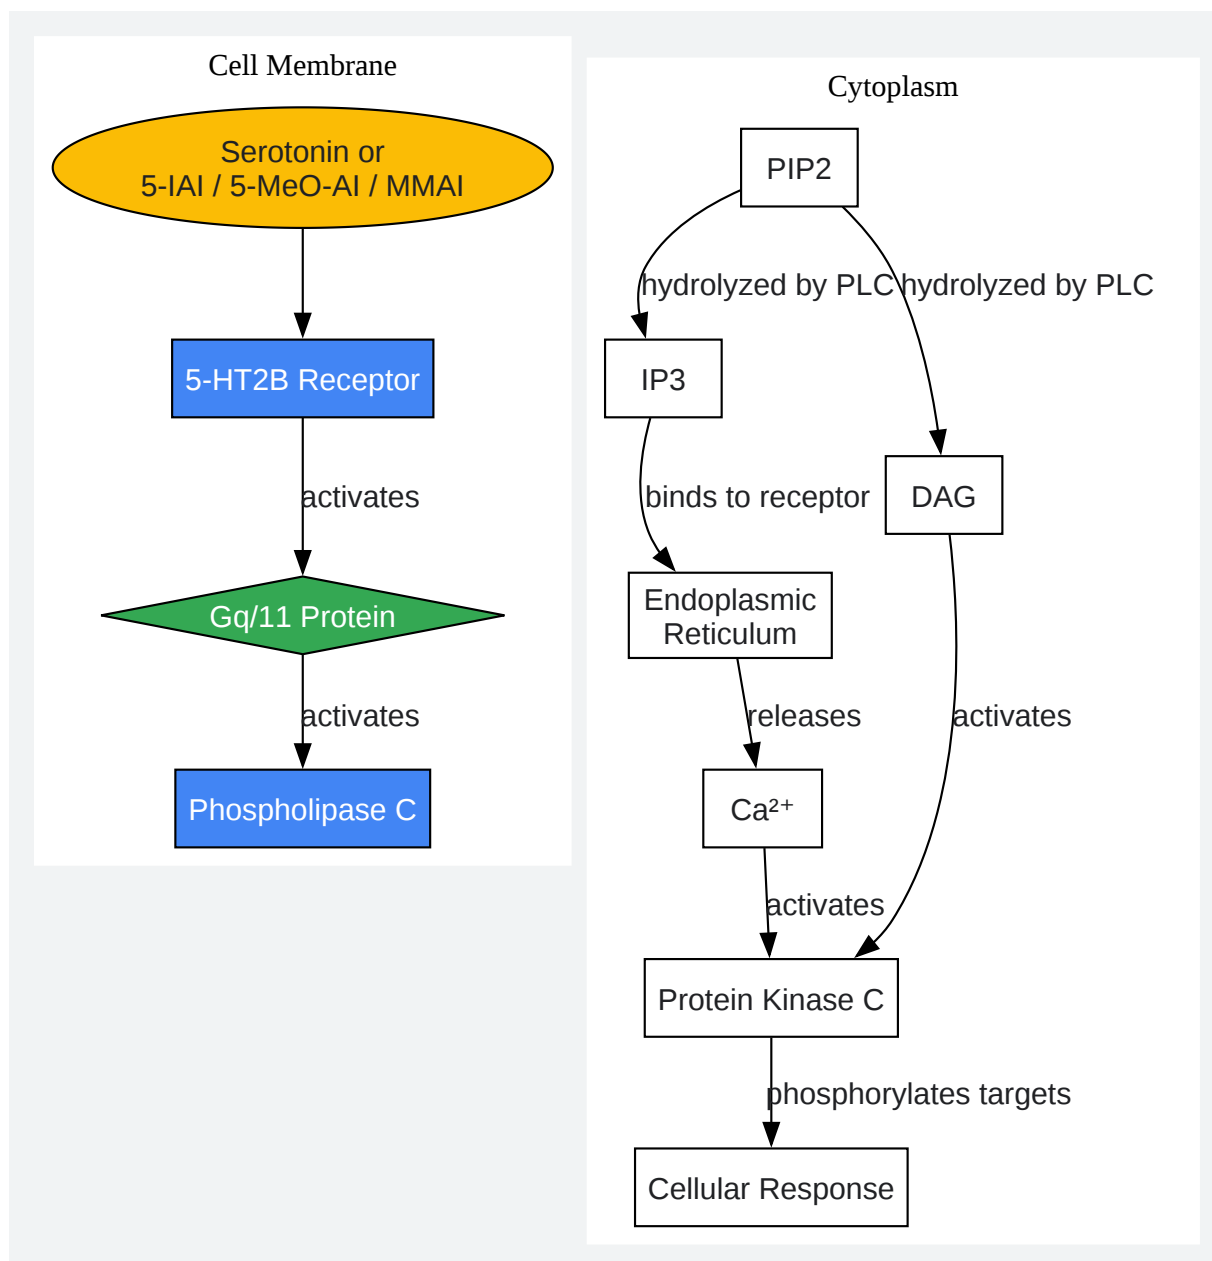 Cell Membrane
Serotonin or
5-IAI / 5-MeO-AI / MMAI
5-HT2B Receptor
activates
Gq/11 Protein
activates
Phospholipase C
Cytoplasm
PIP2
hydrolyzed by PLC
hydrolyzed by PLC
IP3
binds to receptor
DAG
Endoplasmic
Reticulum
releases
activates
Ca²⁺
activates
Protein Kinase C
phosphorylates targets
Cellular Response